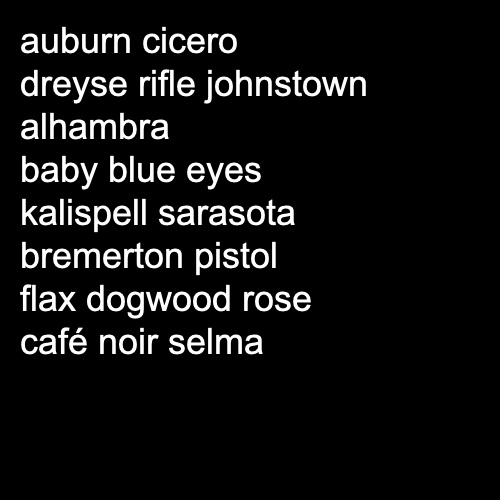 auburn cicero
dreyse rifle johnstown
alhambra
baby blue eyes
kalispell sarasota
bremerton pistol
flax dogwood rose
café noir selma